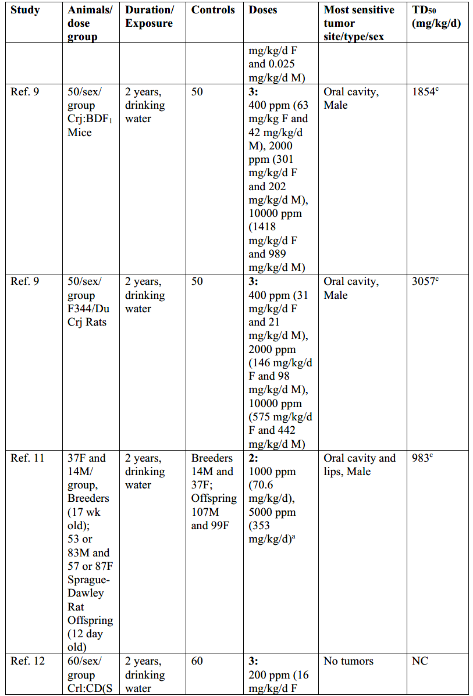 Study
Animals/
dose
group
Duration/
Exposure
Controls
Doses
Most sensitive
tumor
site/type/sex
TD50
(mg/kg/d)
mg/kg/d F
and 0.025
mg/kg/d M)
Ref. 9
50/sex/
group
Crj:BDF1
Mice
2 years,
drinking
water
50
3:
400 ppm (63
mg/kg F and
42 mg/kg/d
M), 2000
ppm (301
mg/kg/d F
and 202
mg/kg/d M),
10000 ppm
(1418
mg/kg/d F
and 989
mg/kg/d M)
Oral cavity,
Male
1854c
Ref. 9
50/sex/
group
F344/Du
Crj Rats
2 years,
drinking
water
50
3:
400 ppm (31
mg/kg/d F
and 21
mg/kg/d M),
2000 ppm
(146 mg/kg/d
F and 98
mg/kg/d M),
10000 ppm
(575 mg/kg/d
F and 442
mg/kg/d M)
Oral cavity,
Male
3057c
Ref. 11
37F and
14M/
group,
Breeders
(17 wk
old);
53 or
83M and
57 or 87F
Sprague-
Dawley
Rat
Offspring
(12 day
old)
2 years,
drinking
water
Breeders
14M and
37F;
Offspring
107M
and 99F
2:
1000 ppm
(70.6
mg/kg/d),
5000 ppm
(353
mg/kg/d)a
Oral cavity and
lips, Male
983c
Ref. 12
60/sex/
group
Crl:CD(S
2 years,
drinking
water
60
3:
200 ppm (16
mg/kg/d F
No tumors
NC